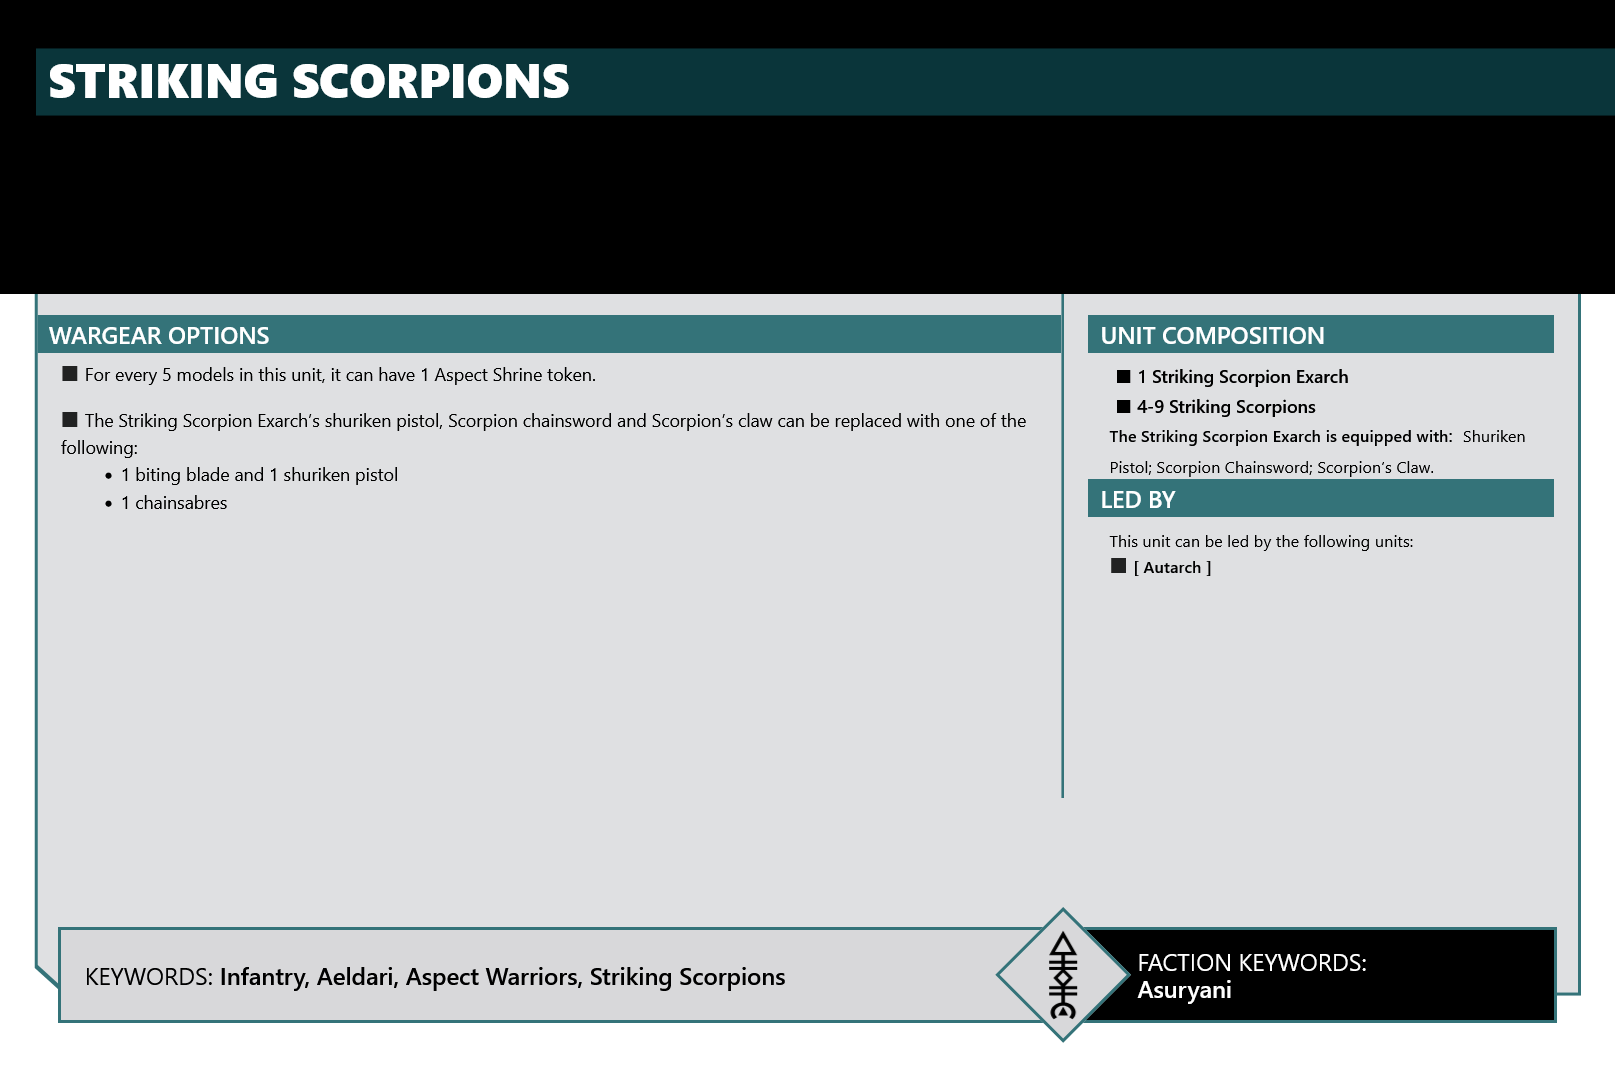 STRIKING SCORPIONS
WARGEAR OPTIONS
■ For every 5 models in this unit, it can have 1 Aspect Shrine token.
■ The Striking Scorpion Exarch's shuriken pistol, Scorpion chainsword and Scorpion's claw can be replaced with one of the
following:
• 1 biting blade and 1 shuriken pistol
• 1 chainsabres
UNIT COMPOSITION
■ 1 Striking Scorpion Exarch
■ 4-9 Striking Scorpions
The Striking Scorpion Exarch is equipped with: Shuriken
Pistol; Scorpion Chainsword; Scorpion's Claw.
LED BY
This unit can be led by the following units:
■ [ Autarch ]
KEYWORDS: Infantry, Aeldari, Aspect Warriors, Striking Scorpions
FACTION KEYWORDS:
Asuryani